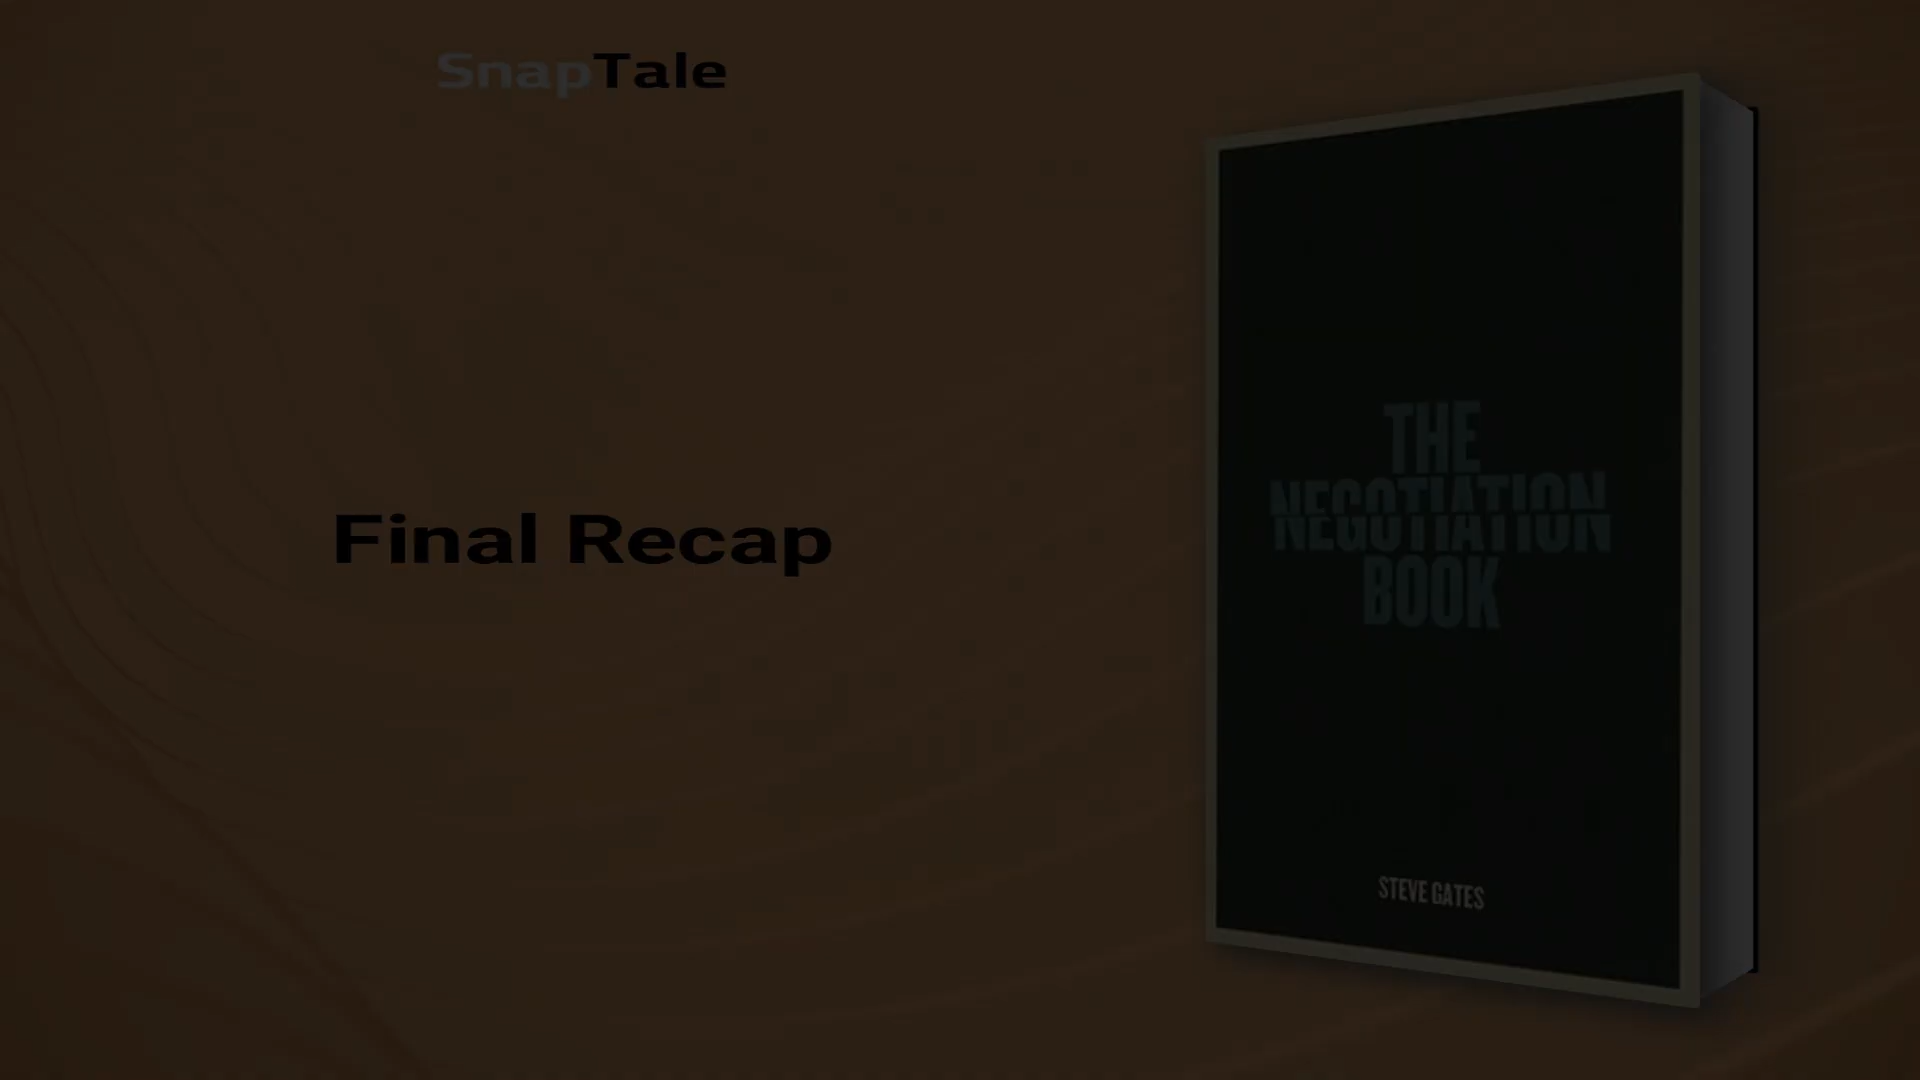 SnapTale
Final Recap
THE
NEGOTIATION
BOOK
STEVE GATES